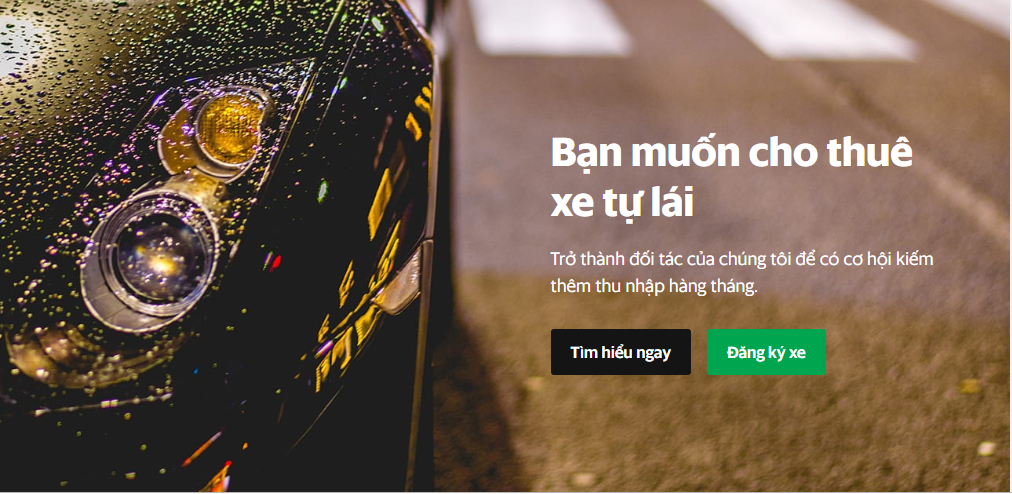 Bạn muốn cho thuê
xe tự lái
Trở thành đối tác của chúng tôi để có cơ hội kiếm
thêm thu nhập hàng tháng.
Tìm hiểu ngay
Đăng ký xe